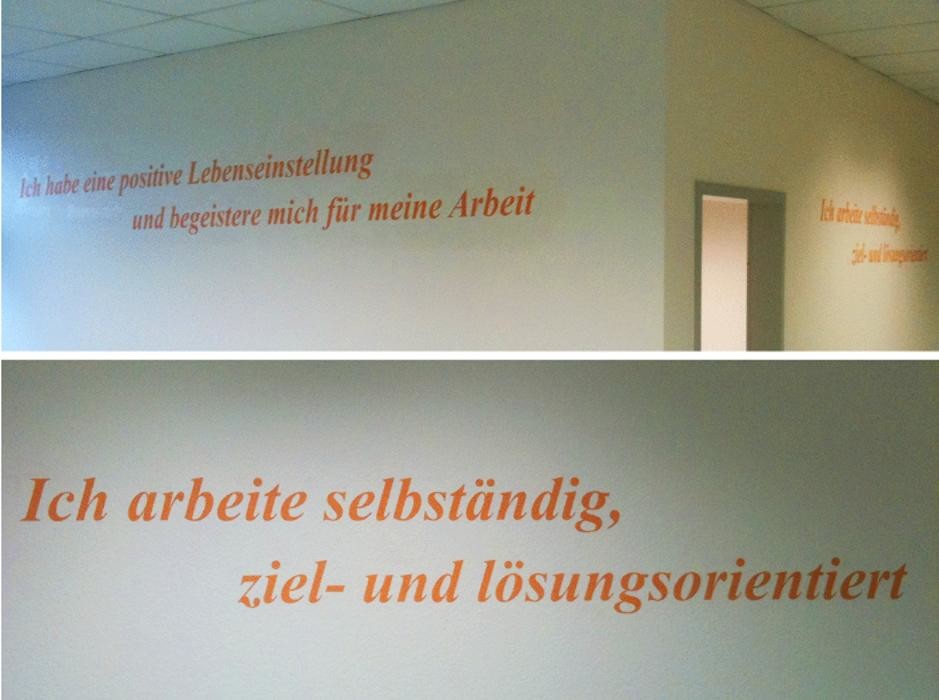 Ich habe eine positive Lebenseinstellung
und begeistere mich für meine Arbeit
Ich arbeite selbständig,
ziel- und lösungsorientiert
Ich arbeite selbständig,
ziel- und lösungsorientiert